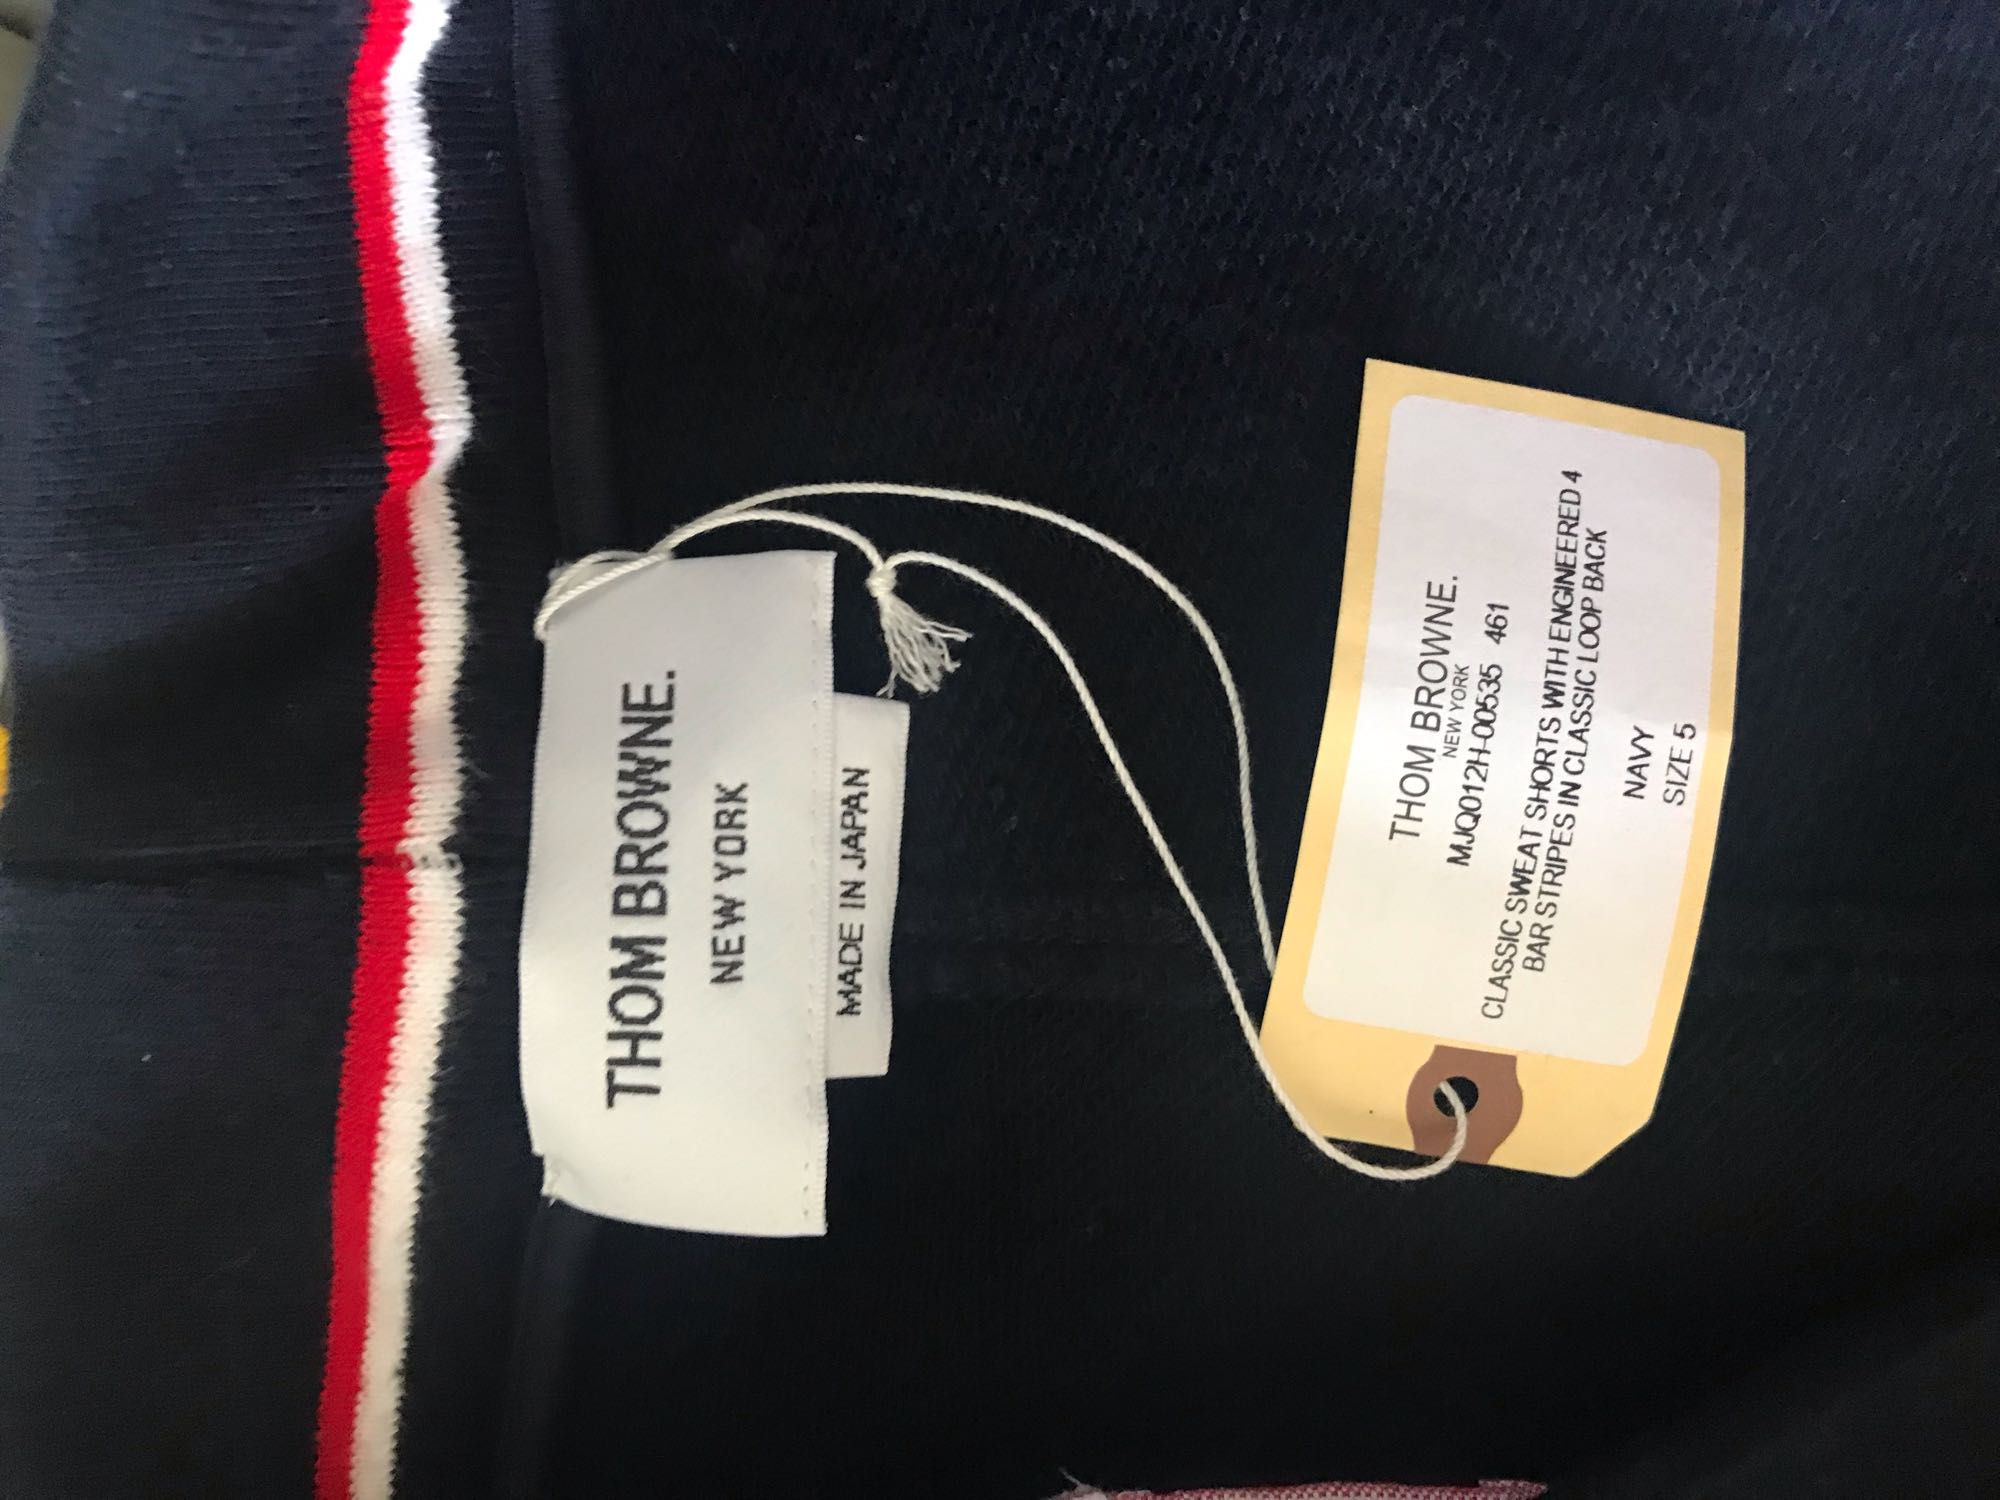 THOM BROWNE.
NEW YORK
MADE IN JAPAN
THOM BROWNE.
NEW YORK
MJQ012H-00535 461
CLASSIC SWEAT SHORTS WITH ENGINEERED 4
BAR STRIPES IN CLASSIC LOOP BACK
NAVY
SIZE 5